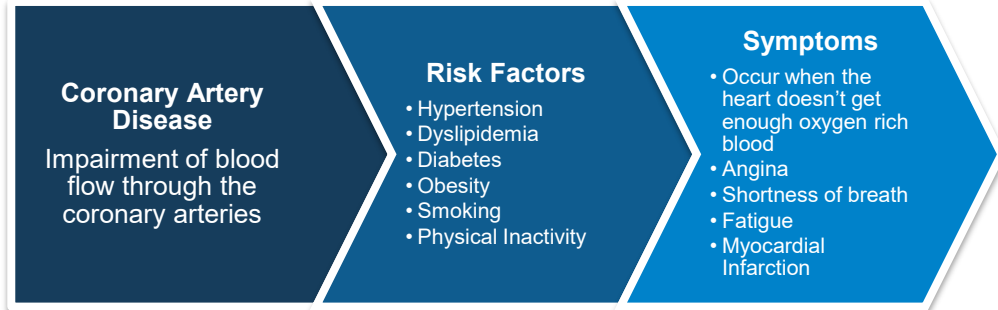 Coronary Artery
Disease
Impairment of blood
flow through the
coronary arteries
Risk Factors
• Hypertension
• Dyslipidemia
• Diabetes
• Obesity
• Smoking
• Physical Inactivity
Symptoms
• Occur when the
heart doesn’t get
enough oxygen rich
blood
• Angina
• Shortness of breath
• Fatigue
• Myocardial
Infarction